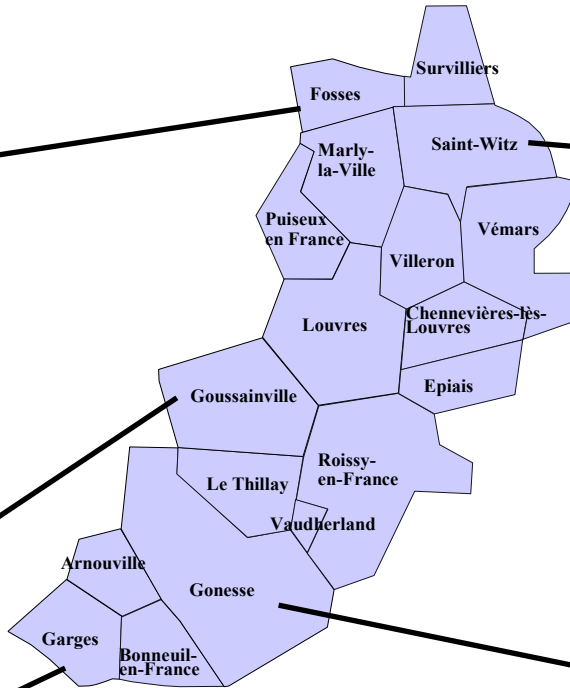 Survilliers
Fosses
Saint-Witz
Marly-
la-Ville
Puiseux
en France
Vémars
Villeron
Chennevières-lès-
Louvres
Louvres
Epiais
Goussainville
Roissy-
en-France
Le Thillay
Vaudherland
Arnouville
Gonesse
Garges
Bonneuil-
en-France